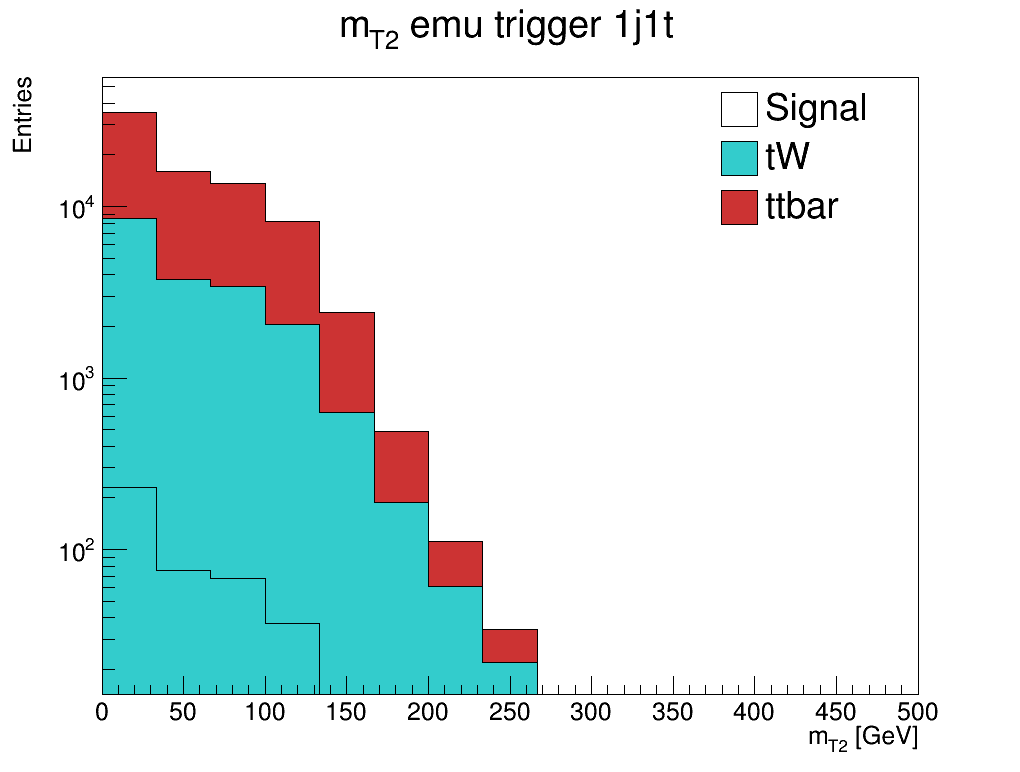 m_T2 emu trigger 1j1t
Entries
Signal
tW
ttbar
10^4
10^3
10^2
0 50 100 150 200 250 300 350 400 450 500
m_T2 [GeV]